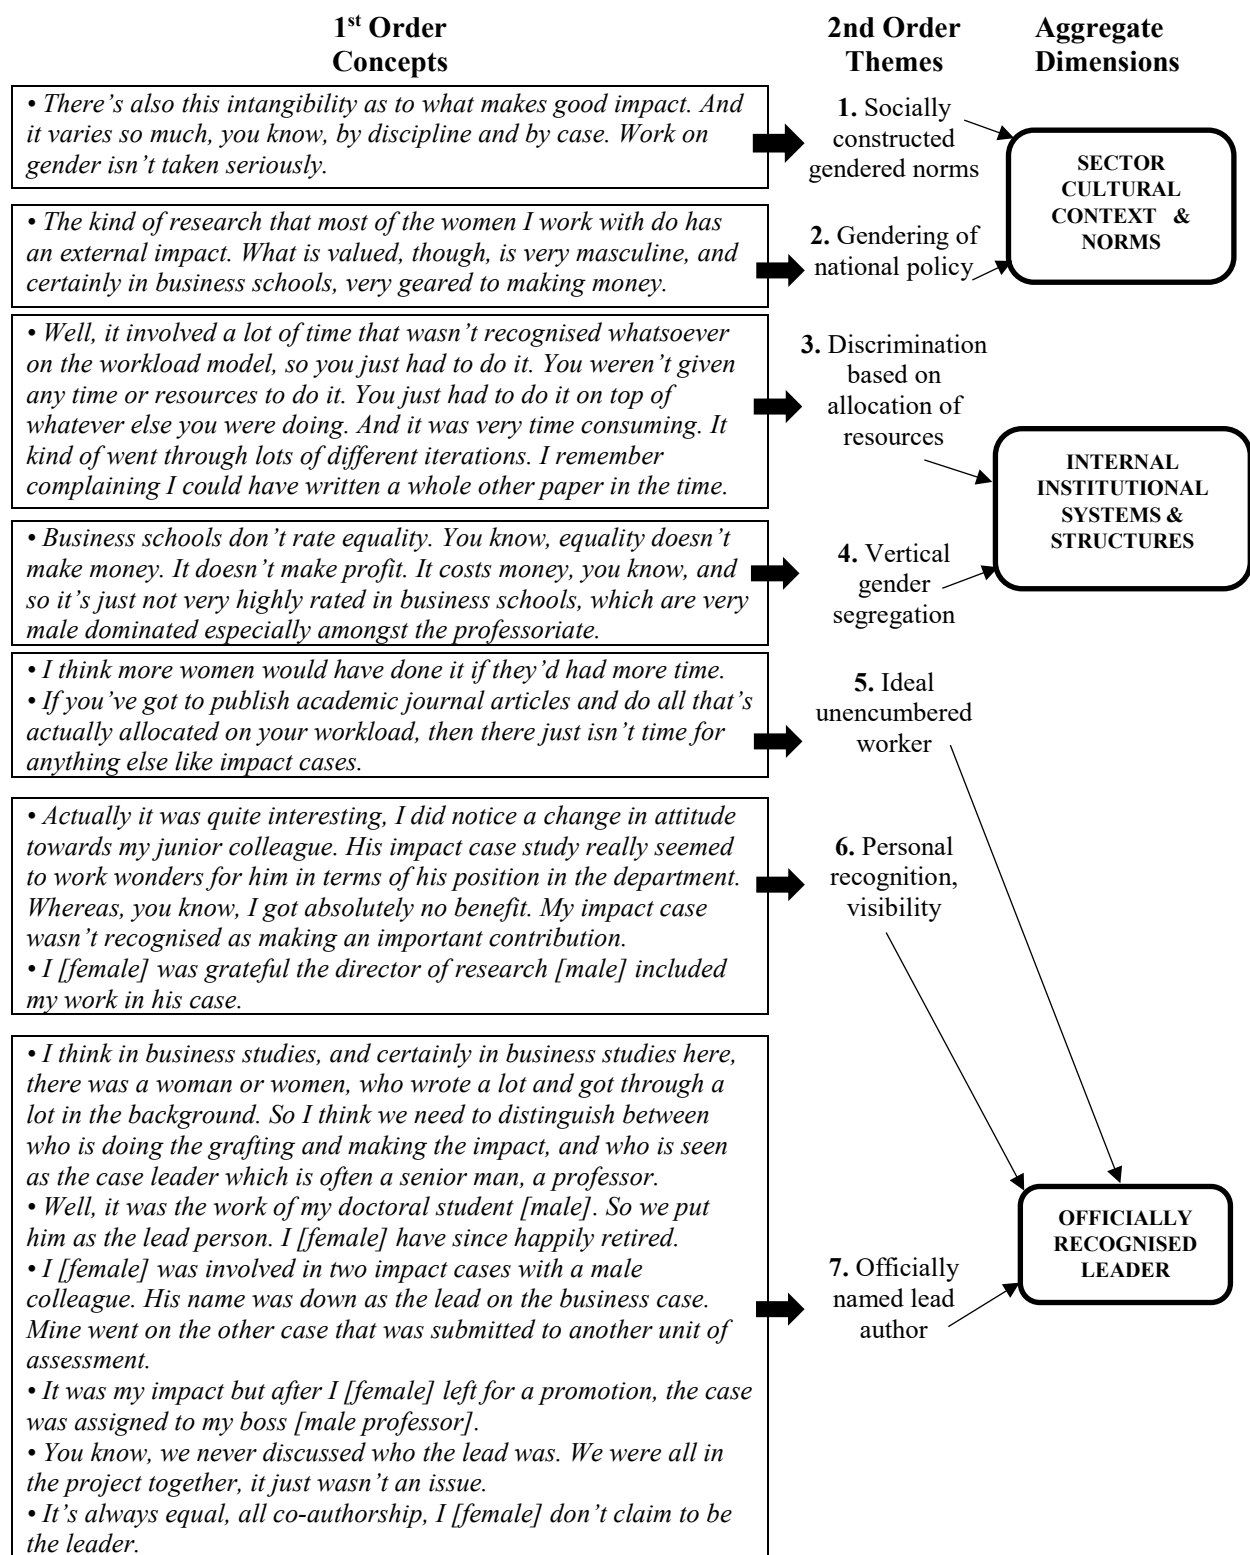 1st Order
Concepts
2nd Order
Themes
Aggregate
Dimensions
• There’s also this intangibility as to what makes good impact. And
it varies so much, you know, by discipline and by case. Work on
gender isn’t taken seriously.
1. Socially
constructed
gendered norms
SECTOR
CULTURAL
CONTEXT &
NORMS
• The kind of research that most of the women I work with do has
an external impact. What is valued, though, is very masculine, and
certainly in business schools, very geared to making money.
2. Gendering of
national policy
• Well, it involved a lot of time that wasn’t recognised whatsoever
on the workload model, so you just had to do it. You weren’t given
any time or resources to do it. You just had to do it on top of
whatever else you were doing. And it was very time consuming. It
kind of went through lots of different iterations. I remember
complaining I could have written a whole other paper in the time.
3. Discrimination
based on
allocation of
resources
INTERNAL
INSTITUTIONAL
SYSTEMS &
STRUCTURES
• Business schools don’t rate equality. You know, equality doesn’t
make money. It doesn’t make profit. It costs money, you know, and
so it’s just not very highly rated in business schools, which are very
male dominated especially amongst the professoriate.
4. Vertical
gender
segregation
• I think more women would have done it if they’d had more time.
• If you’ve got to publish academic journal articles and do all that’s
actually allocated on your workload, then there just isn’t time for
anything else like impact cases.
5. Ideal
unencumbered
worker
• Actually it was quite interesting, I did notice a change in attitude
towards my junior colleague. His impact case study really seemed
to work wonders for him in terms of his position in the department.
Whereas, you know, I got absolutely no benefit. My impact case
wasn’t recognised as making an important contribution.
• I [female] was grateful the director of research [male] included
my work in his case.
6. Personal
recognition,
visibility
• I think in business studies, and certainly in business studies here,
there was a woman or women, who wrote a lot and got through a
lot in the background. So I think we need to distinguish between
who is doing the grafting and making the impact, and who is seen
as the case leader which is often a senior man, a professor.
• Well, it was the work of my doctoral student [male]. So we put
him as the lead person. I [female] have since happily retired.
• I [female] was involved in two impact cases with a male
colleague. His name was down as the lead on the business case.
Mine went on the other case that was submitted to another unit of
assessment.
• It was my impact but after I [female] left for a promotion, the case
was assigned to my boss [male professor].
• You know, we never discussed who the lead was. We were all in
the project together, it just wasn’t an issue.
• It’s always equal, all co-authorship, I [female] don’t claim to be
the leader.
7. Officially
named lead
author
OFFICIALLY
RECOGNISED
LEADER